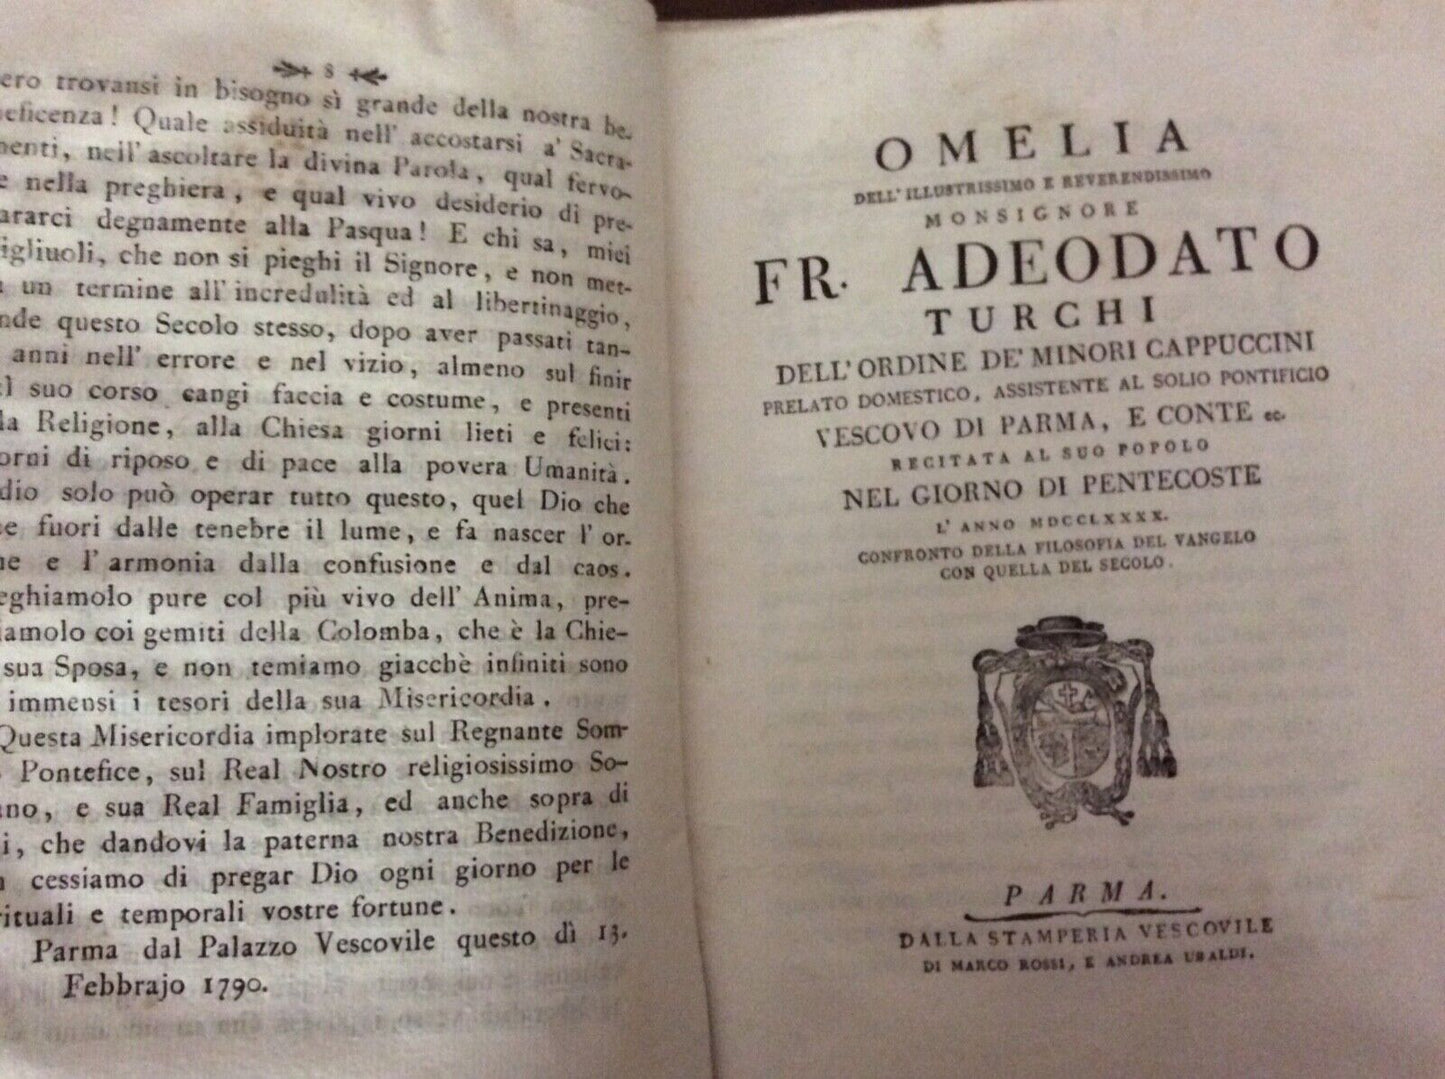 8
ero trovansi in bisogno sì grande della nostra be-
eficenza! Quale assiduità nell' accostarsi a' Sacra-
menti, nell'ascoltare la divina Parola, qual fervo-
e nella preghiera, e qual vivo desiderio di pre-
ararci degnamente alla Pasqua! E chi sa, miei
igliuoli, che non si pieghi il Signore, e non met-
un termine all'incredulità ed al libertinaggio,
nde questo Secolo stesso, dopo aver passati tan-
anni nell' errore e nel vizio, almeno sul finir
el suo corso cangi faccia e costume, e presenti
la Religione, alla Chiesa giorni lieti e felici:
orni di riposo e di pace alla povera Umanità.
dio solo può operar tutto questo, quel Dio che
e fuori dalle tenebre il lume, e fa nascer l' or-
ne e l' armonia dalla confusione e dal caos.
eghiamolo pure col più vivo dell' Anima, pre-
iamolo coi gemiti della Colomba, che è la Chie-
sua Sposa, e non temiamo giacchè infiniti sono
immensi i tesori della sua Misericordia.
Questa Misericordia implorate sul Regnante Som-
Pontefice, sul Real Nostro religiosissimo So-
ano, e sua Real Famiglia, ed anche sopra di
i, che dandovi la paterna nostra Benedizione,
cessiamo di pregar Dio ogni giorno per le
rituali e temporali vostre fortune.
Parma dal Palazzo Vescovile questo dì 13.
Febbrajo 1790.
OMELIA
DELL'ILLUSTRISSIMO E REVERENDISSIMO
MONSIGNORE
FR. ADEODATO
TURCHI
DELL'ORDINE DE' MINORI CAPPUCCINI
PRELATO DOMESTICO, ASSISTENTE AL SOLIO PONTIFICIO
VESCOVO DI PARMA, E CONTE ec.
RECITATA AL SUO POPOLO
NEL GIORNO DI PENTECOSTE
L' ANNO MDCCLXXXX.
CONFRONTO DELLA FILOSOFIA DEL VANGELO
CON QUELLA DEL SECOLO.
PARMA.
DALLA STAMPERIA VESCOVILE
DI MARCO ROSSI, E ANDREA UBALDI.